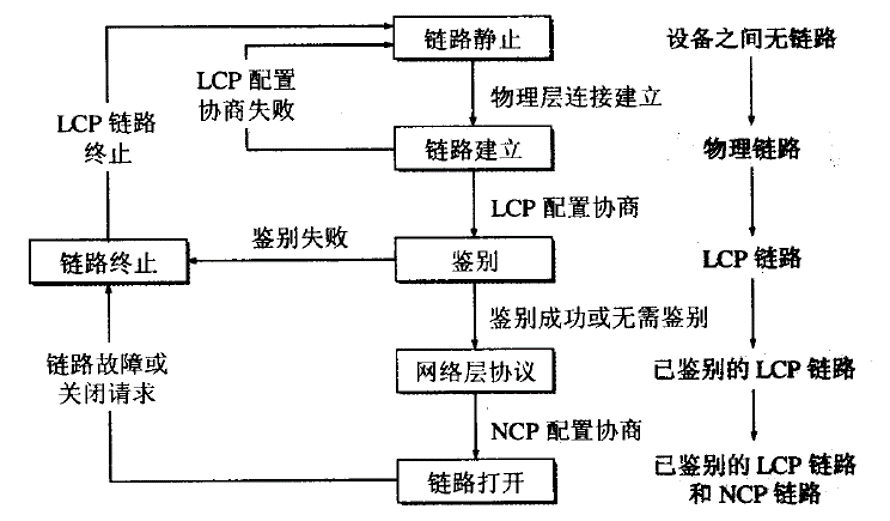 链路静止
设备之间无链路
LCP 配置
协商失败
物理层连接建立
LCP 链路
终止
链路建立
物理链路
LCP 配置协商
鉴别失败
链路终止
鉴别
LCP 链路
鉴别成功或无需鉴别
链路故障或
关闭请求
网络层协议
已鉴别的 LCP 链路
NCP 配置协商
链路打开
已鉴别的 LCP 链路
和 NCP 链路